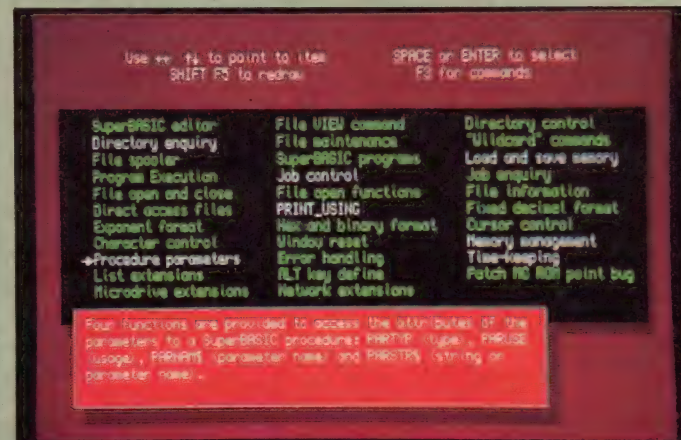 Use ←→ ↑↓ to point to item
SHIFT F5 to redraw
SPACE or ENTER to select
F3 for commands
SuperBASIC editor
Directory enquiry
File spooler
Program Execution
File open and close
Direct access files
Exponent format
Character control
→Procedure parameters
List extensions
Microdrive extensions
File VIEW command
File maintenance
SuperBASIC programs
Job control
File open functions
PRINT_USING
Hex and binary format
Window reset
Error handling
ALT key define
Network extensions
Directory control
"Wildcard" commands
Load and save memory
Job enquiry
File information
Fixed decimal format
Cursor control
Memory management
Time-keeping
Patch MG ROM point bug
Four functions are provided to access the attributes of the
parameters to a SuperBASIC procedure: PARTYP (type), PARUSE
(usage), PARNAM$ (parameter name) and PARSTR$ (string or
parameter name).